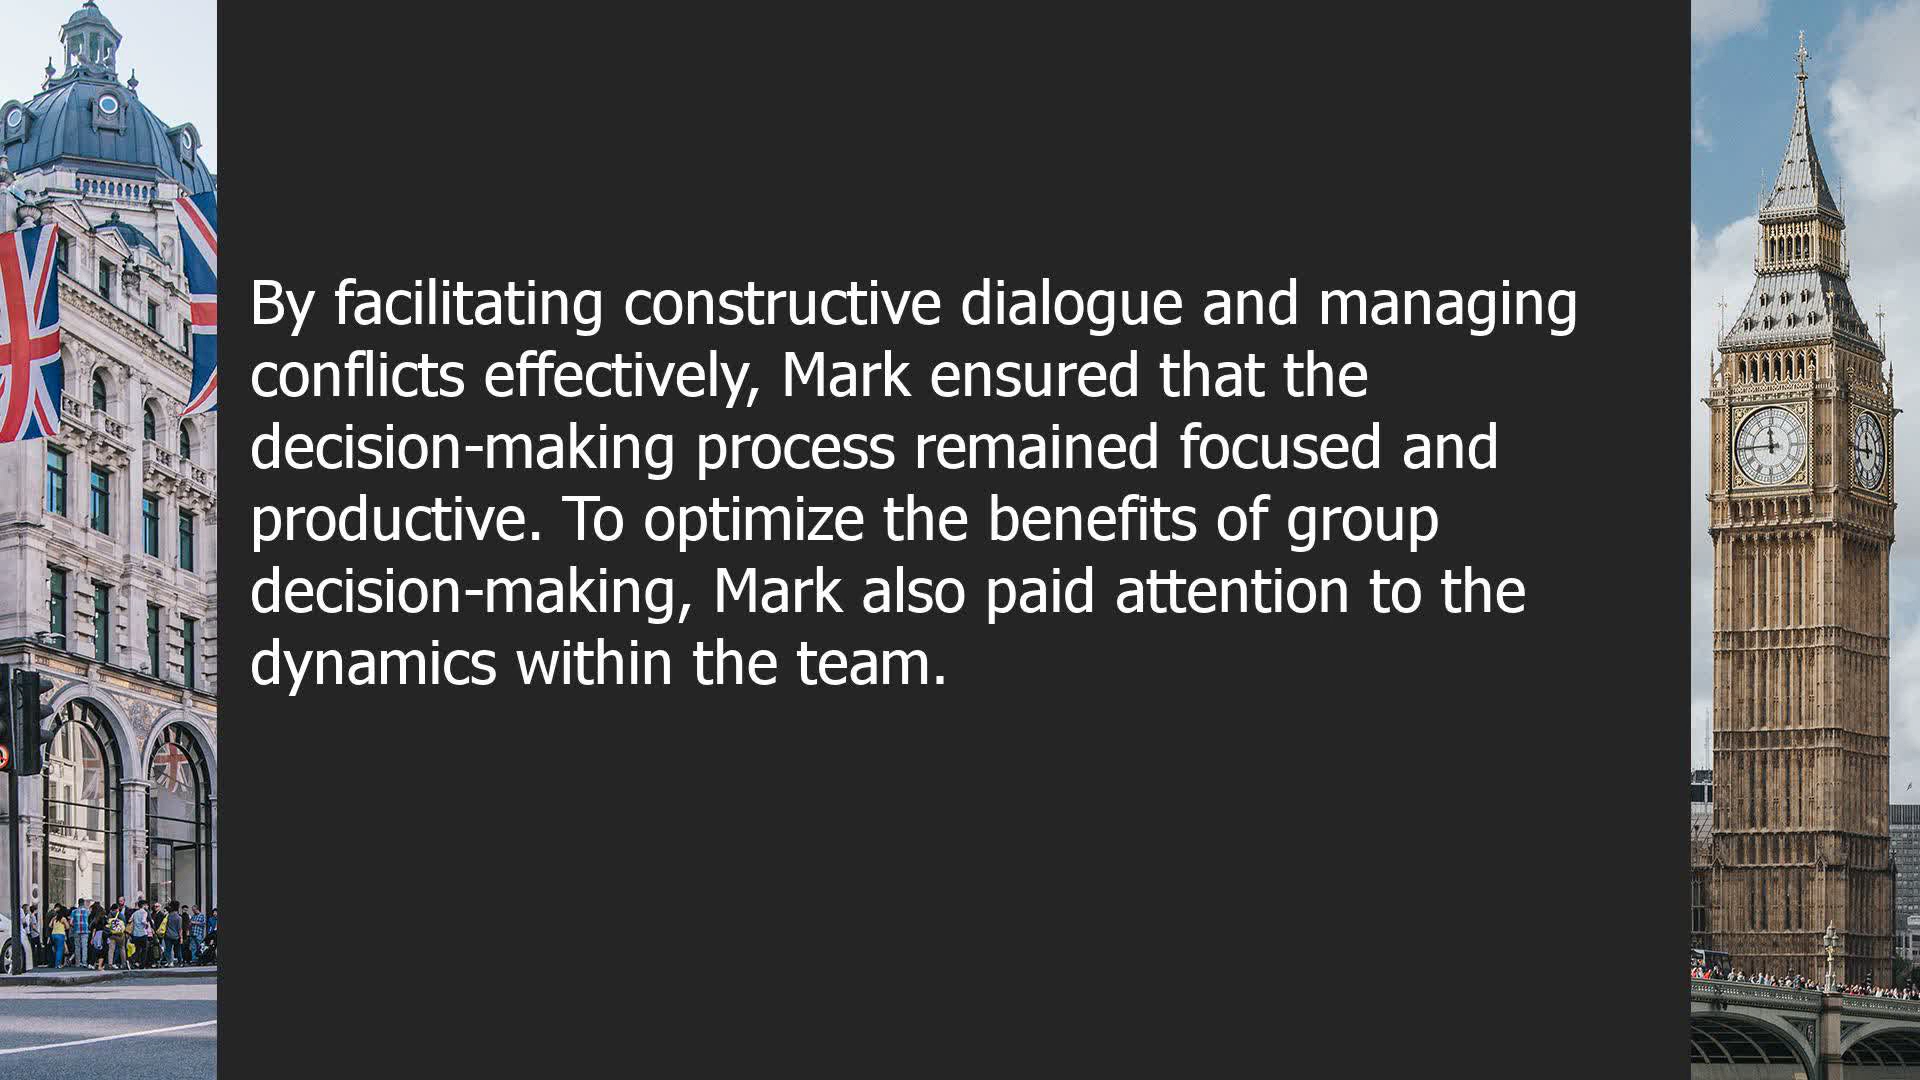 By facilitating constructive dialogue and managing
conflicts effectively, Mark ensured that the
decision-making process remained focused and
productive. To optimize the benefits of group
decision-making, Mark also paid attention to the
dynamics within the team.